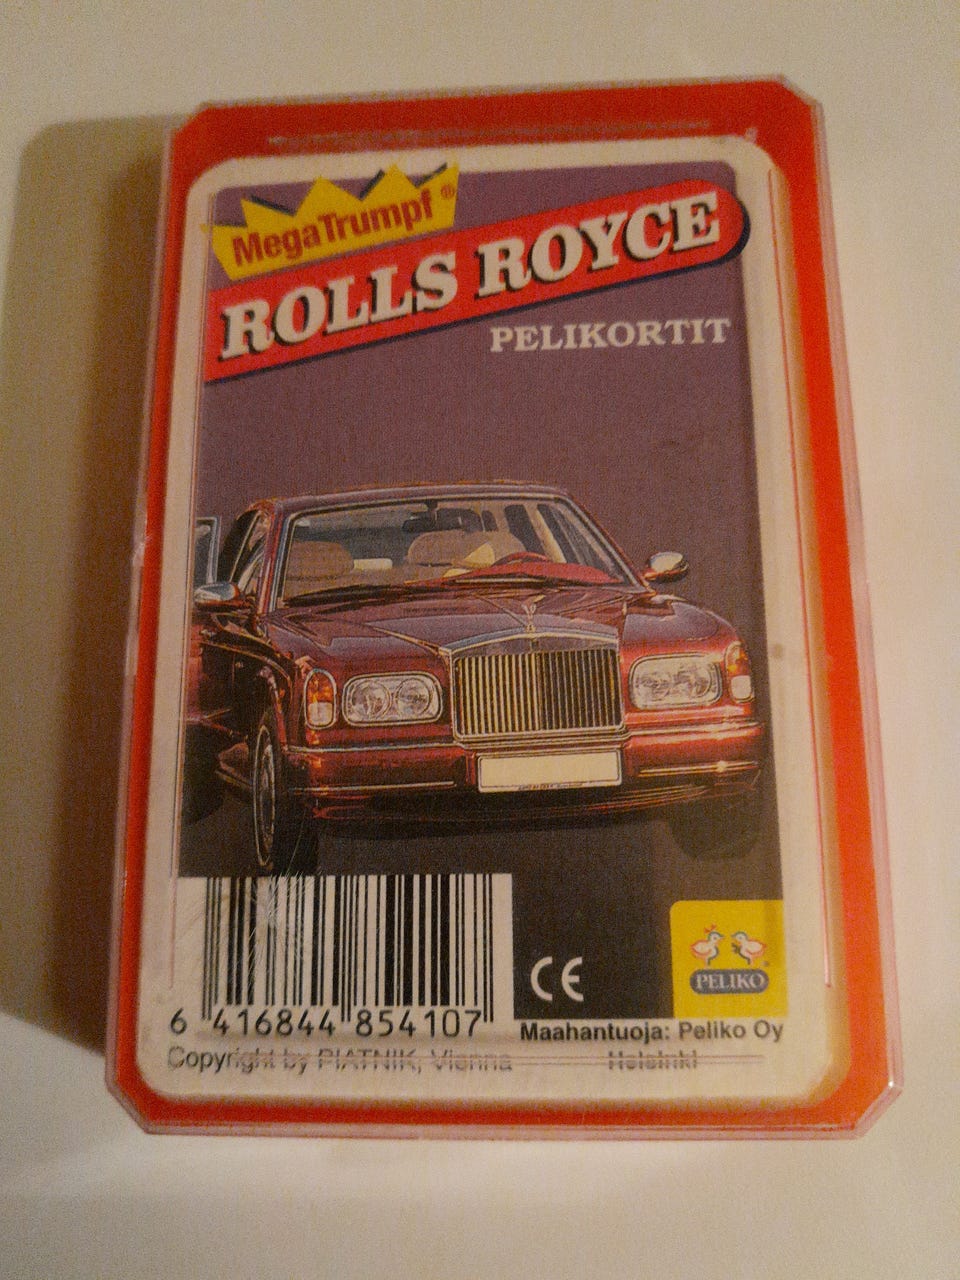 MegaTrumpf®
ROLLS ROYCE
PELIKORTIT
CE
PELIKO
6 416844 854107
Maahantuoja: Peliko Oy
Helsinki
Copyright by PIATNIK, Vienna